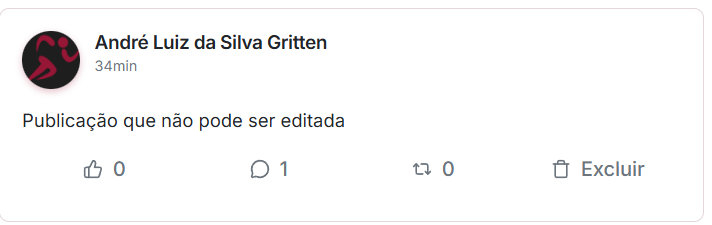 André Luiz da Silva Gritten
34min
Publicação que não pode ser editada
0 1 0 Excluir